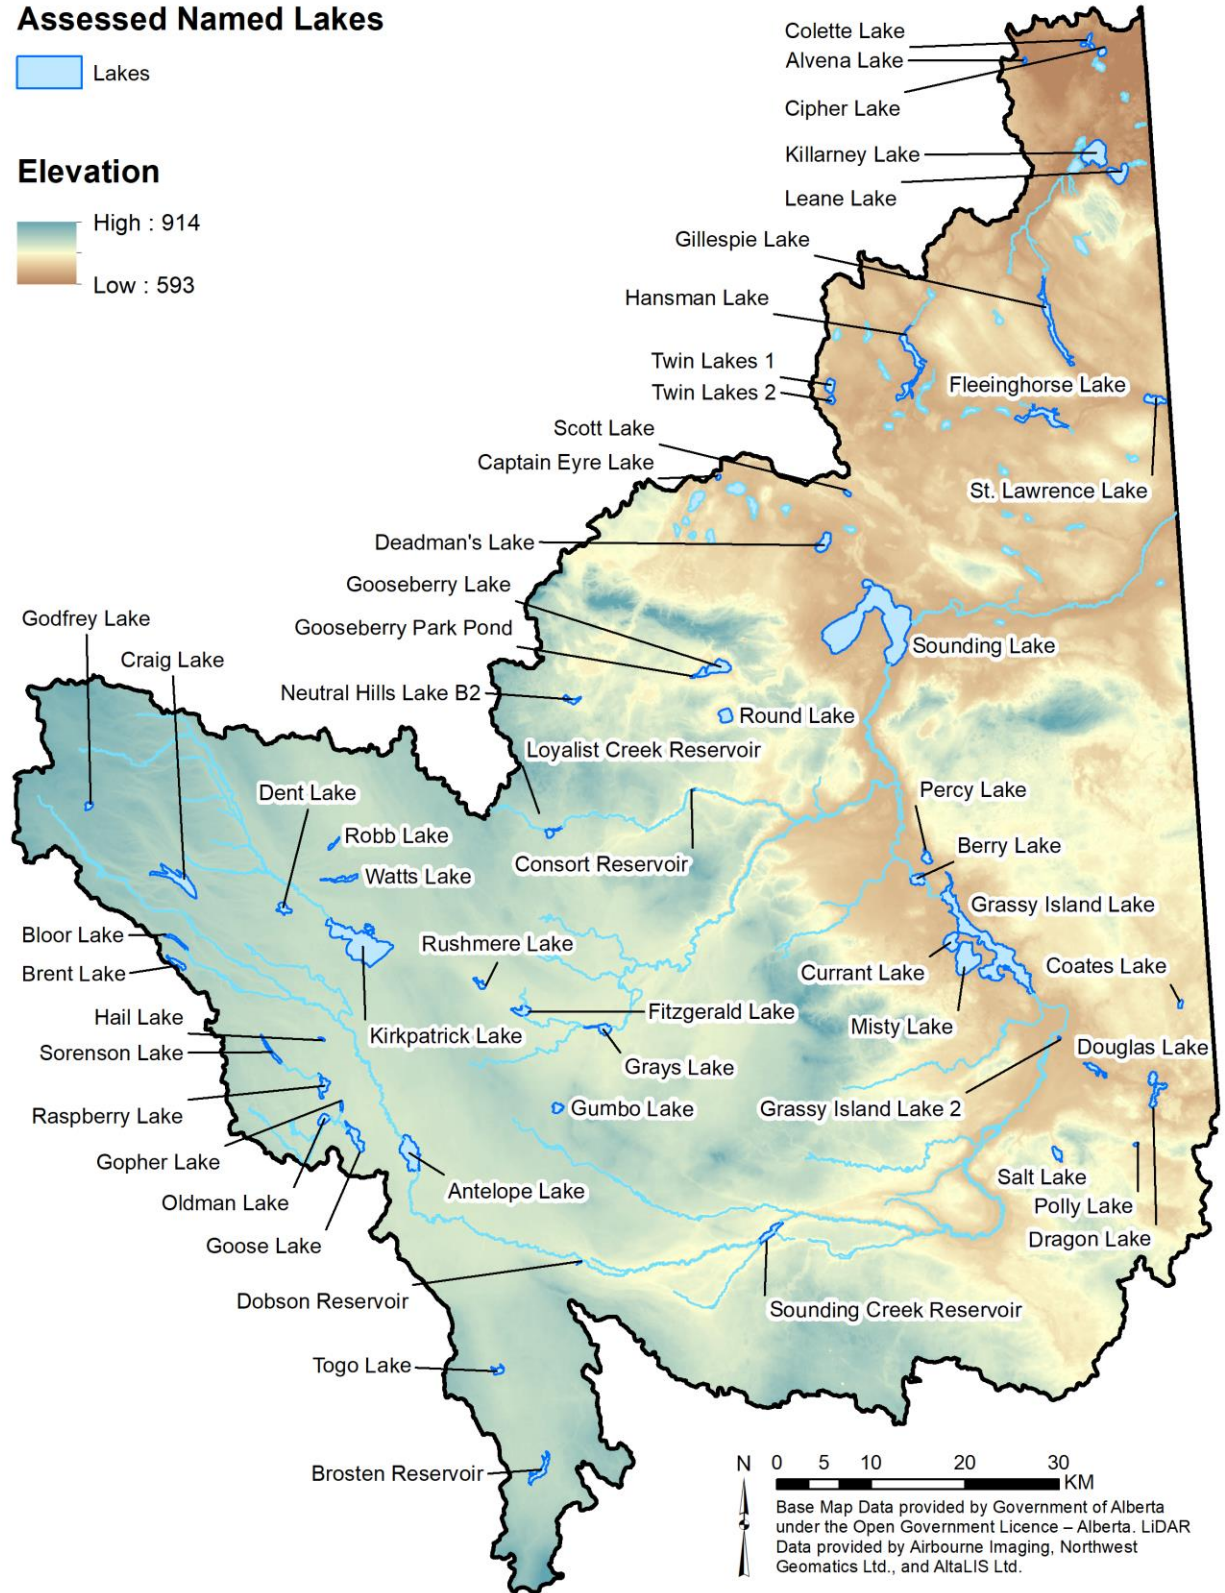 Assessed Named Lakes
Lakes
Elevation
High : 914
Low : 593
Colette Lake
Alvena Lake
Cipher Lake
Killarney Lake
Leane Lake
Gillespie Lake
Hansman Lake
Twin Lakes 1
Twin Lakes 2
Fleeinghorse Lake
Scott Lake
Captain Eyre Lake
St. Lawrence Lake
Deadman's Lake
Gooseberry Lake
Gooseberry Park Pond
Godfrey Lake
Craig Lake
Sounding Lake
Neutral Hills Lake B2
Round Lake
Loyalist Creek Reservoir
Dent Lake
Percy Lake
Robb Lake
Berry Lake
Consort Reservoir
Watts Lake
Grassy Island Lake
Bloor Lake
Rushmere Lake
Brent Lake
Currant Lake
Coates Lake
Hail Lake
Fitzgerald Lake
Misty Lake
Kirkpatrick Lake
Sorenson Lake
Douglas Lake
Grays Lake
Raspberry Lake
Gumbo Lake
Grassy Island Lake 2
Gopher Lake
Salt Lake
Antelope Lake
Oldman Lake
Polly Lake
Goose Lake
Dragon Lake
Dobson Reservoir
Sounding Creek Reservoir
Togo Lake
Brosten Reservoir
N
0 5 10 20 30
KM
Base Map Data provided by Government of Alberta
under the Open Government Licence – Alberta. LiDAR
Data provided by Airbourne Imaging, Northwest
Geomatics Ltd., and AltaLIS Ltd.